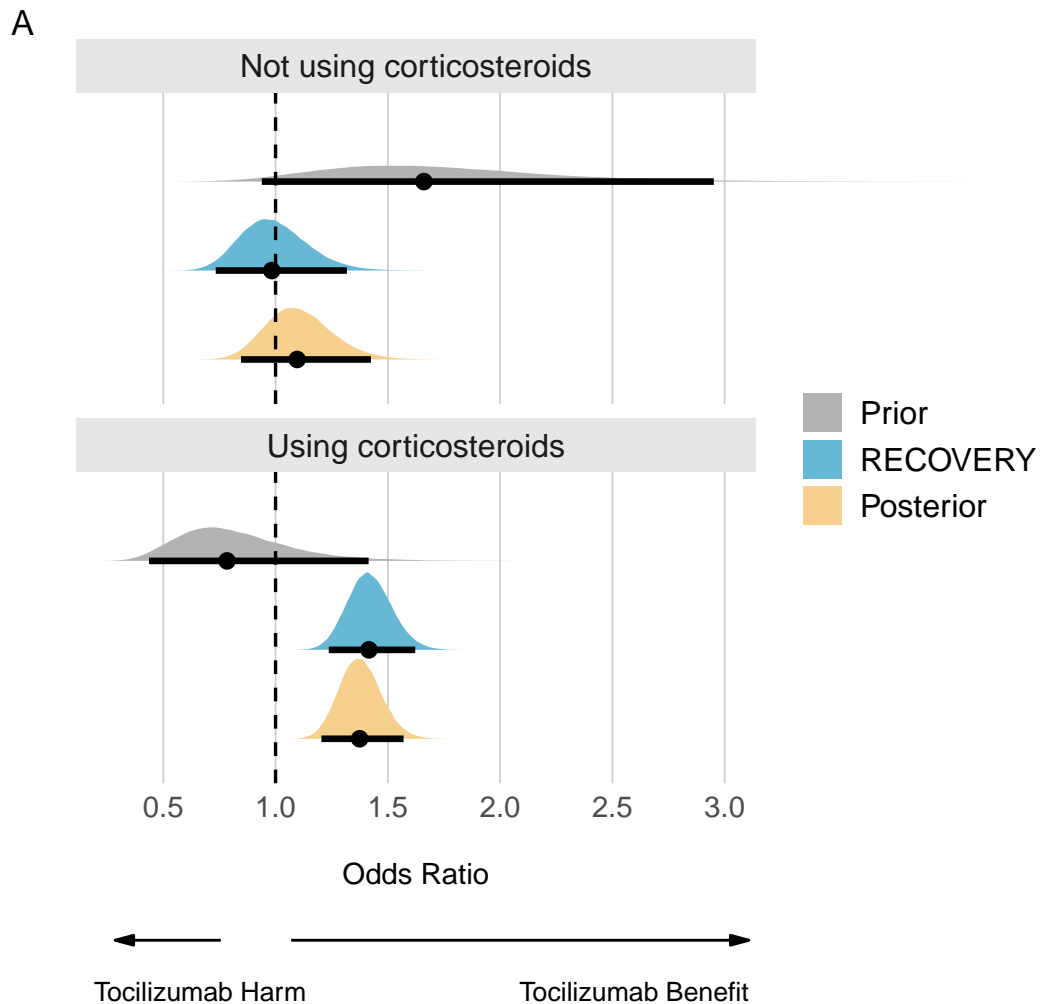 A
Not using corticosteroids
Using corticosteroids
Prior
RECOVERY
Posterior
0.5 1.0 1.5 2.0 2.5 3.0
Odds Ratio
Tocilizumab Harm Tocilizumab Benefit